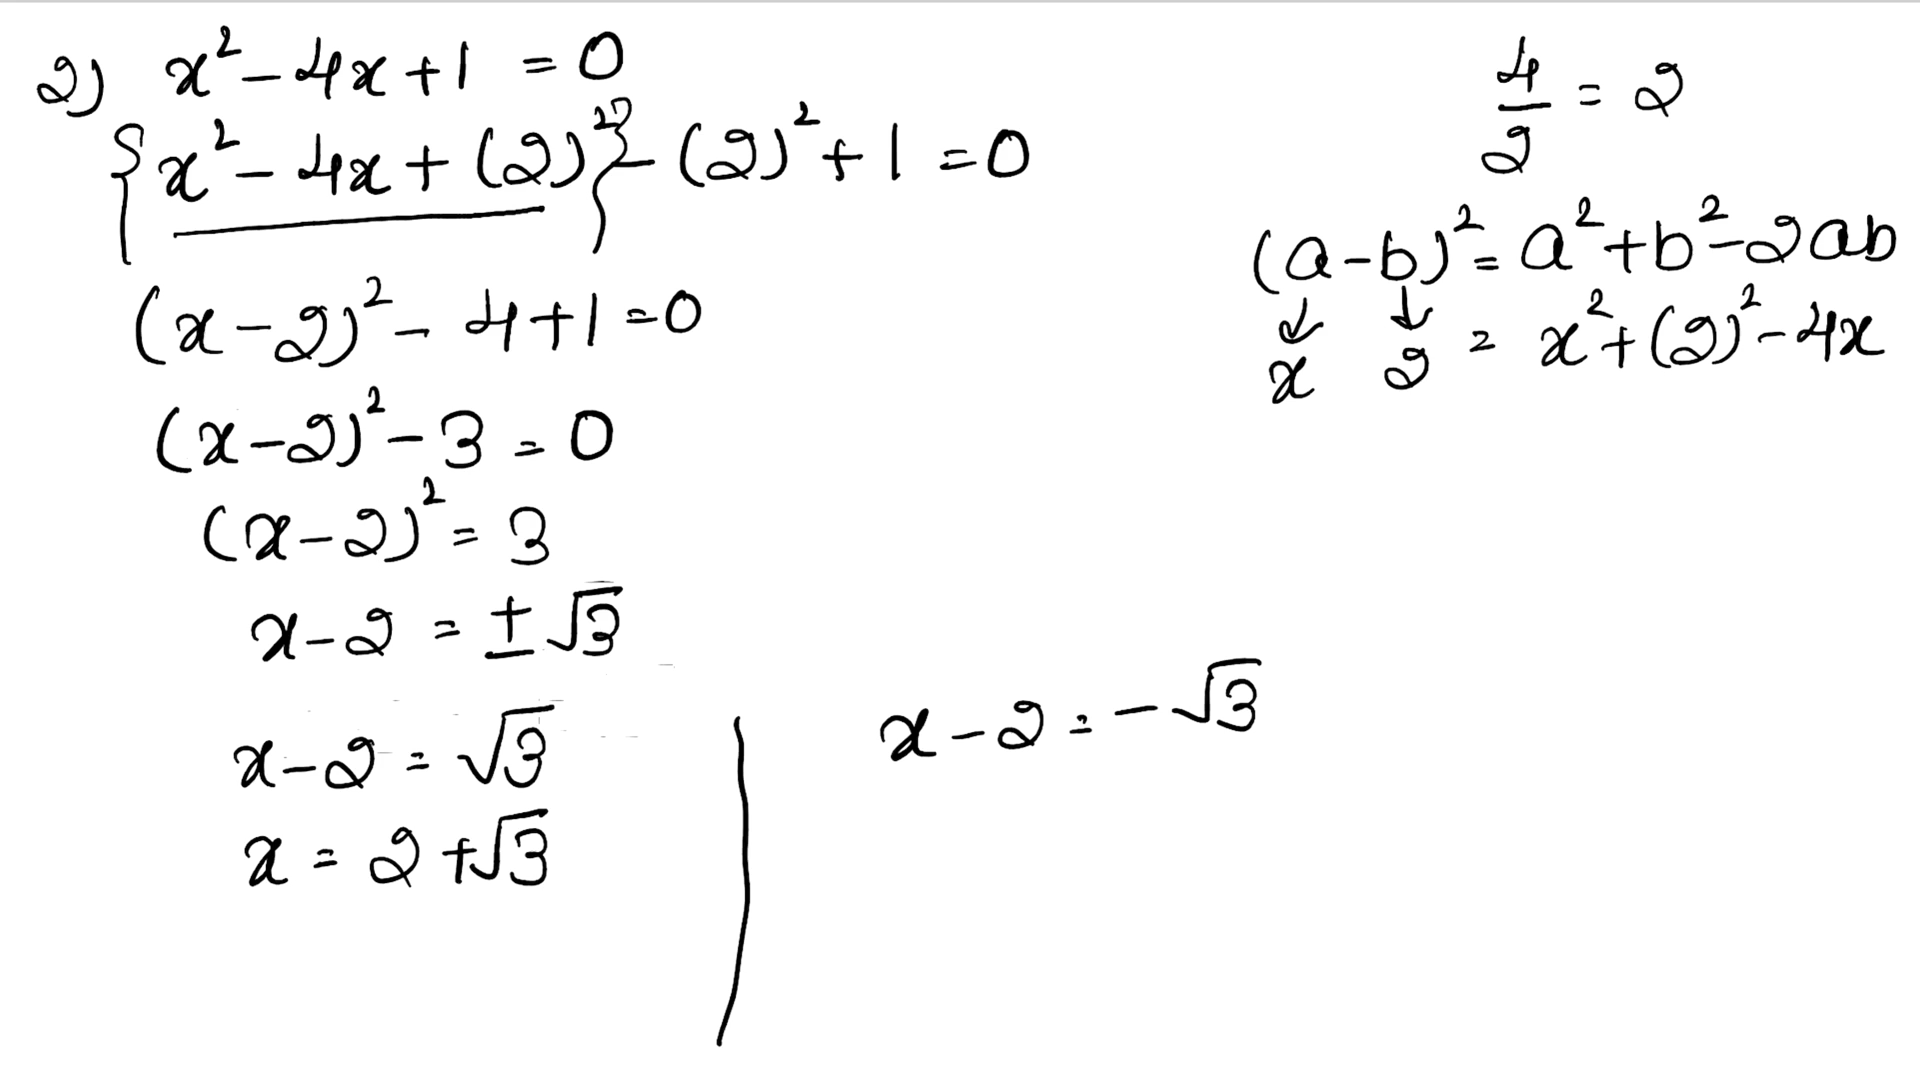 2) x² - 4x + 1 = 0
{x² - 4x + (2)²} - (2)² + 1 = 0
(x - 2)² - 4 + 1 = 0
(x - 2)² - 3 = 0
(x - 2)² = 3
x - 2 = ± √3
x - 2 = √3
x = 2 + √3
x - 2 = - √3
4/2 = 2
(a - b)² = a² + b² - 2ab
↓ ↓
x 2 = x² + (2)² - 4x